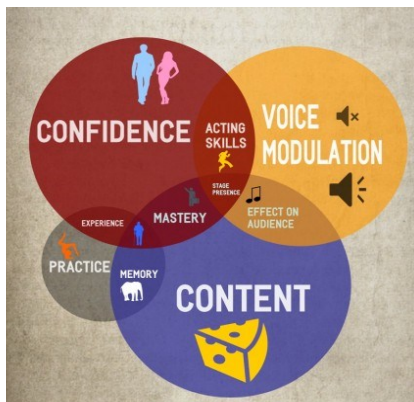 CONFIDENCE
ACTING
SKILLS
VOICE
MODULATION
STAGE
PRESENCE
MASTERY
EFFECT ON
AUDIENCE
EXPERIENCE
PRACTICE
MEMORY
CONTENT